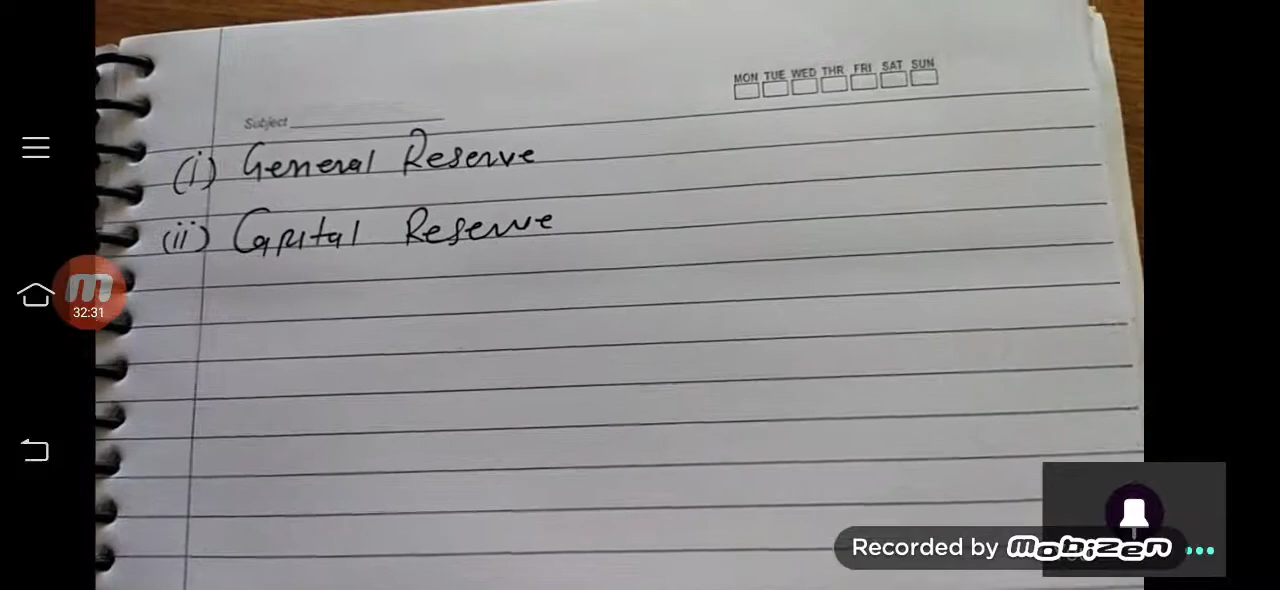 MON TUE WED THR FRI SAT SUN
Subject
(i) General Reserve
(ii) Capital Reserve
32:31
Recorded by mobizen